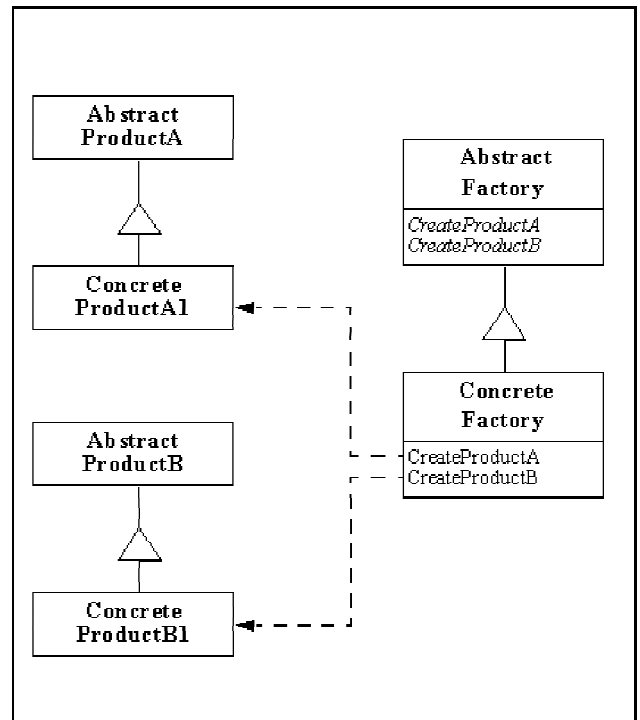 Abstract
ProductA
Concrete
ProductA1
Abstract
ProductB
Concrete
ProductB1
Abstract
Factory
CreateProductA
CreateProductB
Concrete
Factory
CreateProductA
CreateProductB